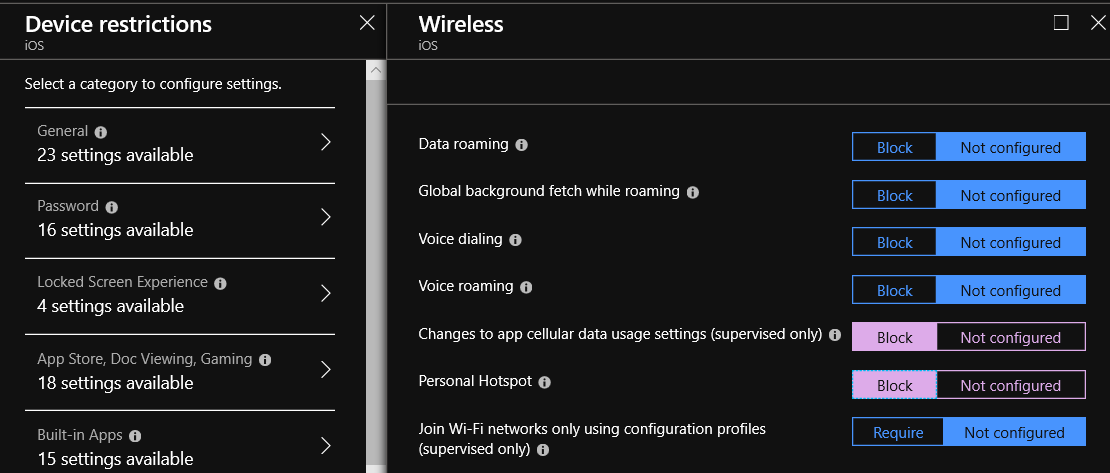 Device restrictions
iOS
Select a category to configure settings.
General
23 settings available
Password
16 settings available
Locked Screen Experience
4 settings available
App Store, Doc Viewing, Gaming
18 settings available
Built-in Apps
15 settings available
Wireless
iOS
Data roaming Block Not configured
Global background fetch while roaming Block Not configured
Voice dialing Block Not configured
Voice roaming Block Not configured
Changes to app cellular data usage settings (supervised only) Block Not configured
Personal Hotspot Block Not configured
Join Wi-Fi networks only using configuration profiles Require Not configured
(supervised only)